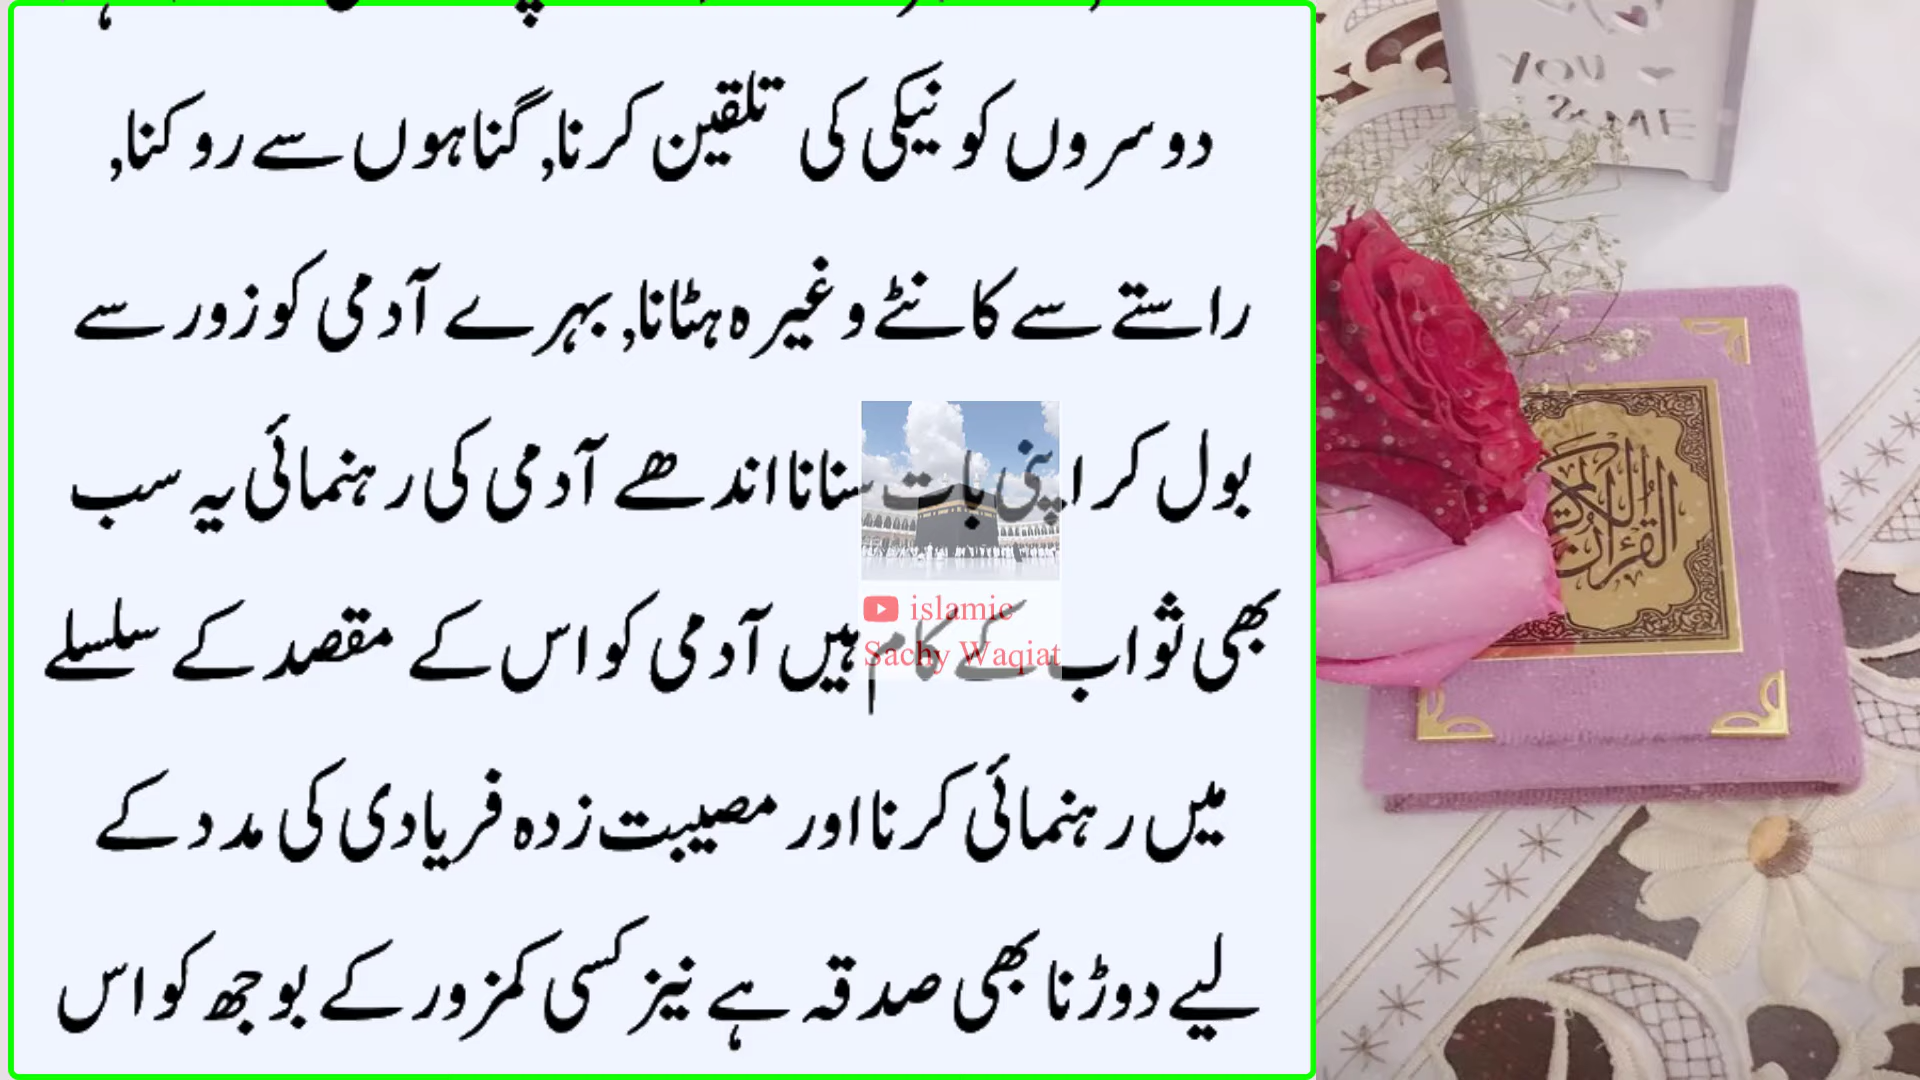 دوسروں کو نیکی کی تلقین کرنا, گناہوں سے روکنا,
راستے سے کانٹے وغیرہ ہٹانا, بہرے آدمی کو زور سے
بول کر اپنی بات سنانا اندھے آدمی کی رہنمائی یہ سب
بھی ثواب کے کام ہیں آدمی کو اس کے مقصد کے سلسلے
میں رہنمائی کرنا اور مصیبت زدہ فریادی کی مدد کے
لیے دوڑنا بھی صدقہ ہے نیز کسی کمزور کے بوجھ کو اس
islamic
Sachy Waqiat
YOU
القرآن الكريم